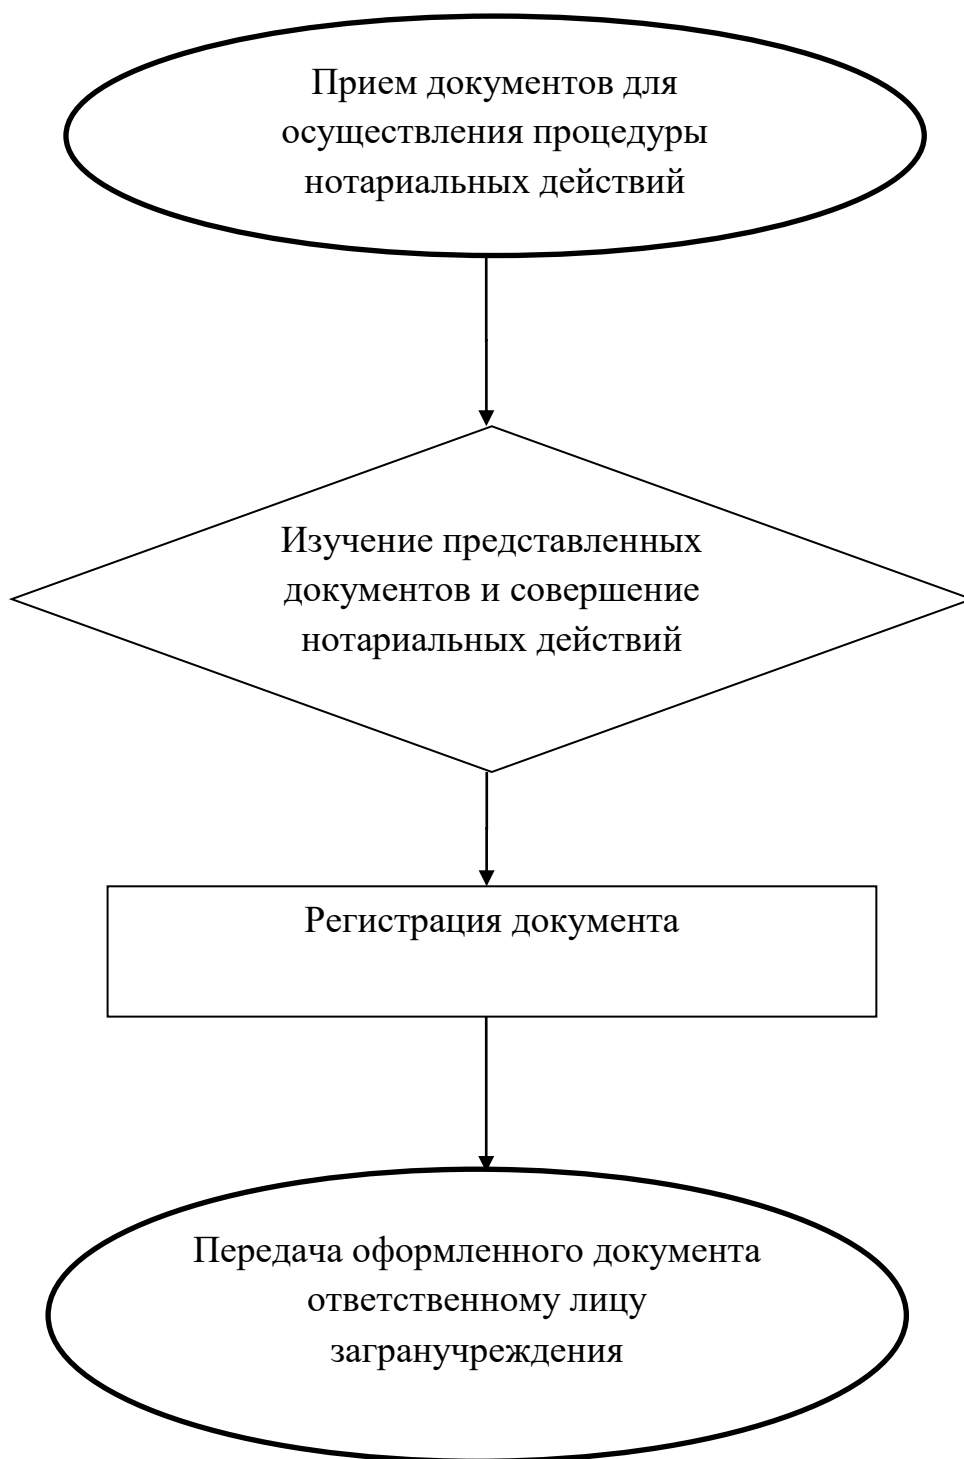 Прием документов для
осуществления процедуры
нотариальных действий
Изучение представленных
документов и совершение
нотариальных действий
Регистрация документа
Передача оформленного документа
ответственному лицу
загранучреждения